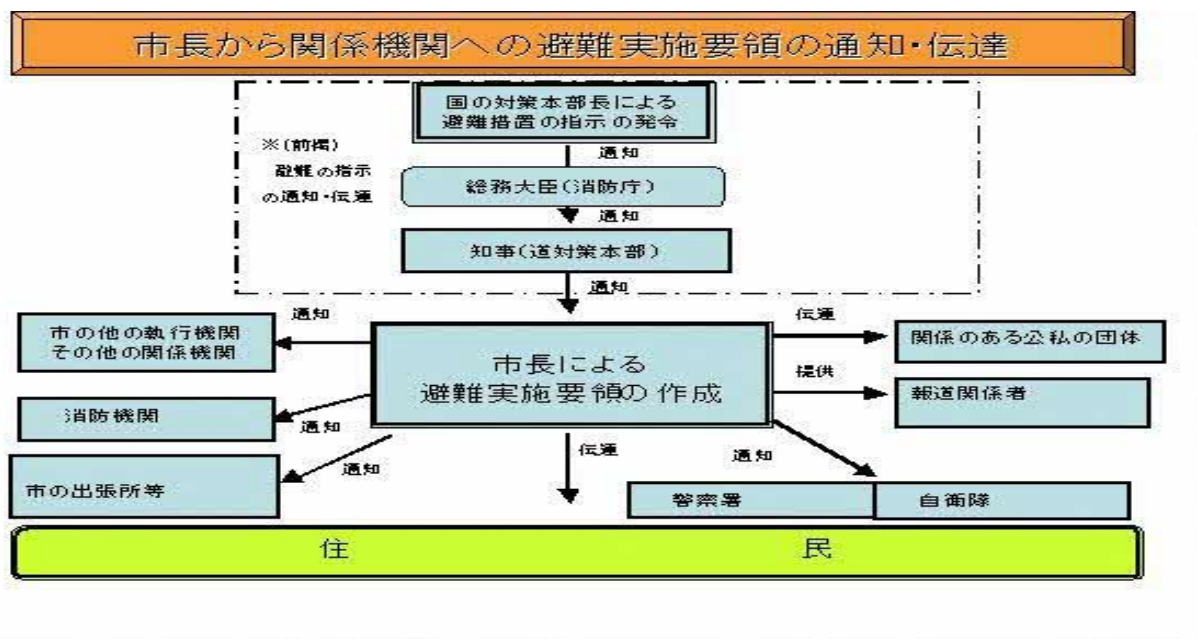 市長から関係機関への避難実施要領の通知・伝達
国の対策本部長による
避難措置の指示の発令
※(前掲)
避難の指示
の通知・伝達
通知
総務大臣(消防庁)
通知
知事(道対策本部)
通知
通知
伝達
市の他の執行機関
その他の関係機関
市長による
避難実施要領の作成
関係のある公私の団体
提供
報道関係者
消防機関
通知
伝達
通知
通知
市の出張所等
警察署
自衛隊
住民